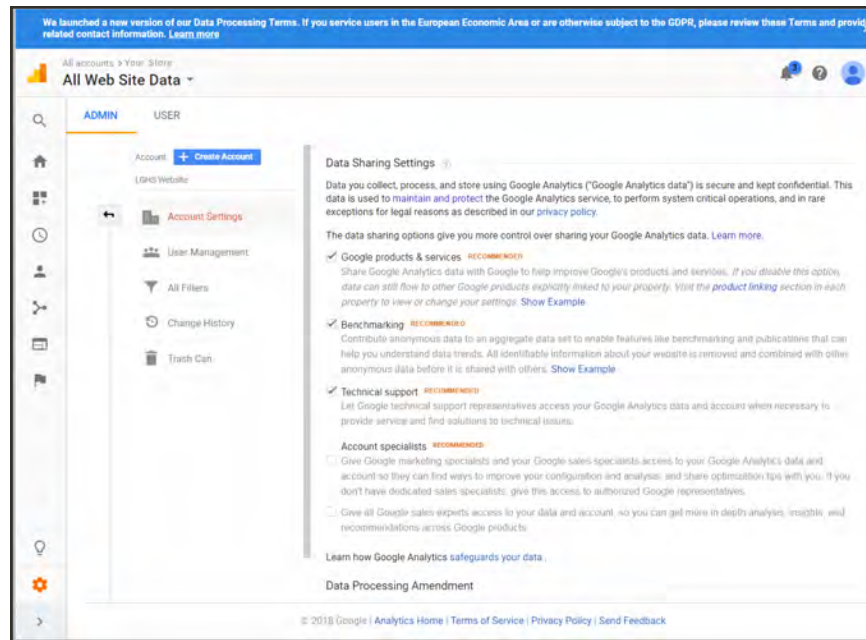 We launched a new version of our Data Processing Terms. If you service users in the European Economic Area or are otherwise subject to the GDPR, please review these Terms and provid
related contact information. Learn more
All accounts > Your Store
All Web Site Data
3
ADMIN USER
Account + Create Account
LGHS Website
Account Settings
User Management
All Filters
Change History
Trash Can
Data Sharing Settings
Data you collect, process, and store using Google Analytics ("Google Analytics data") is secure and kept confidential. This
data is used to maintain and protect the Google Analytics service, to perform system critical operations, and in rare
exceptions for legal reasons as described in our privacy policy.
The data sharing options give you more control over sharing your Google Analytics data. Learn more.
Google products & services RECOMMENDED
Share Google Analytics data with Google to help improve Google's products and services. If you disable this option,
data can still flow to other Google products explicitly linked to your property. Visit the product linking section in each
property to view or change your settings. Show Example
Benchmarking RECOMMENDED
Contribute anonymous data to an aggregate data set to enable features like benchmarking and publications that can
help you understand data trends. All identifiable information about your website is removed and combined with other
anonymous data before it is shared with others. Show Example
Technical support RECOMMENDED
Let Google technical support representatives access your Google Analytics data and account when necessary to
provide service and find solutions to technical issues.
Account specialists RECOMMENDED
Give Google marketing specialists and your Google sales specialists access to your Google Analytics data and
account so they can find ways to improve your configuration and analysis, and share optimization tips with you. If you
don't have dedicated sales specialists, give this access to authorized Google representatives.
Give all Google sales experts access to your data and account, so you can get more in depth analysis, insights, and
recommendations across Google products.
Learn how Google Analytics safeguards your data .
Data Processing Amendment
© 2018 Google | Analytics Home | Terms of Service | Privacy Policy | Send Feedback